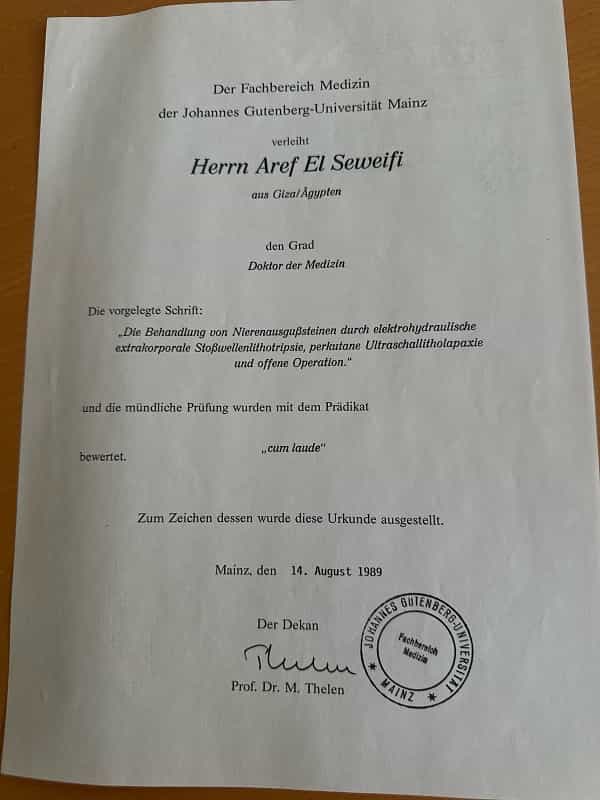 Der Fachbereich Medizin
der Johannes Gutenberg-Universität Mainz
verleiht
Herrn Aref El Seweifi
aus Giza/Ägypten
den Grad
Doktor der Medizin
Die vorgelegte Schrift:
„Die Behandlung von Nierenausgußsteinen durch elektrohydraulische
extrakorporale Stoßwellenlithotripsie, perkutane Ultraschallitholapaxie
und offene Operation.“
und die mündliche Prüfung wurden mit dem Prädikat
„cum laude“
bewertet.
Zum Zeichen dessen wurde diese Urkunde ausgestellt.
Mainz, den 14. August 1989
Der Dekan
Thelen
Prof. Dr. M. Thelen
JOHANNES GUTENBERG-UNIVERSITÄT
* MAINZ *
Fachbereich
Medizin